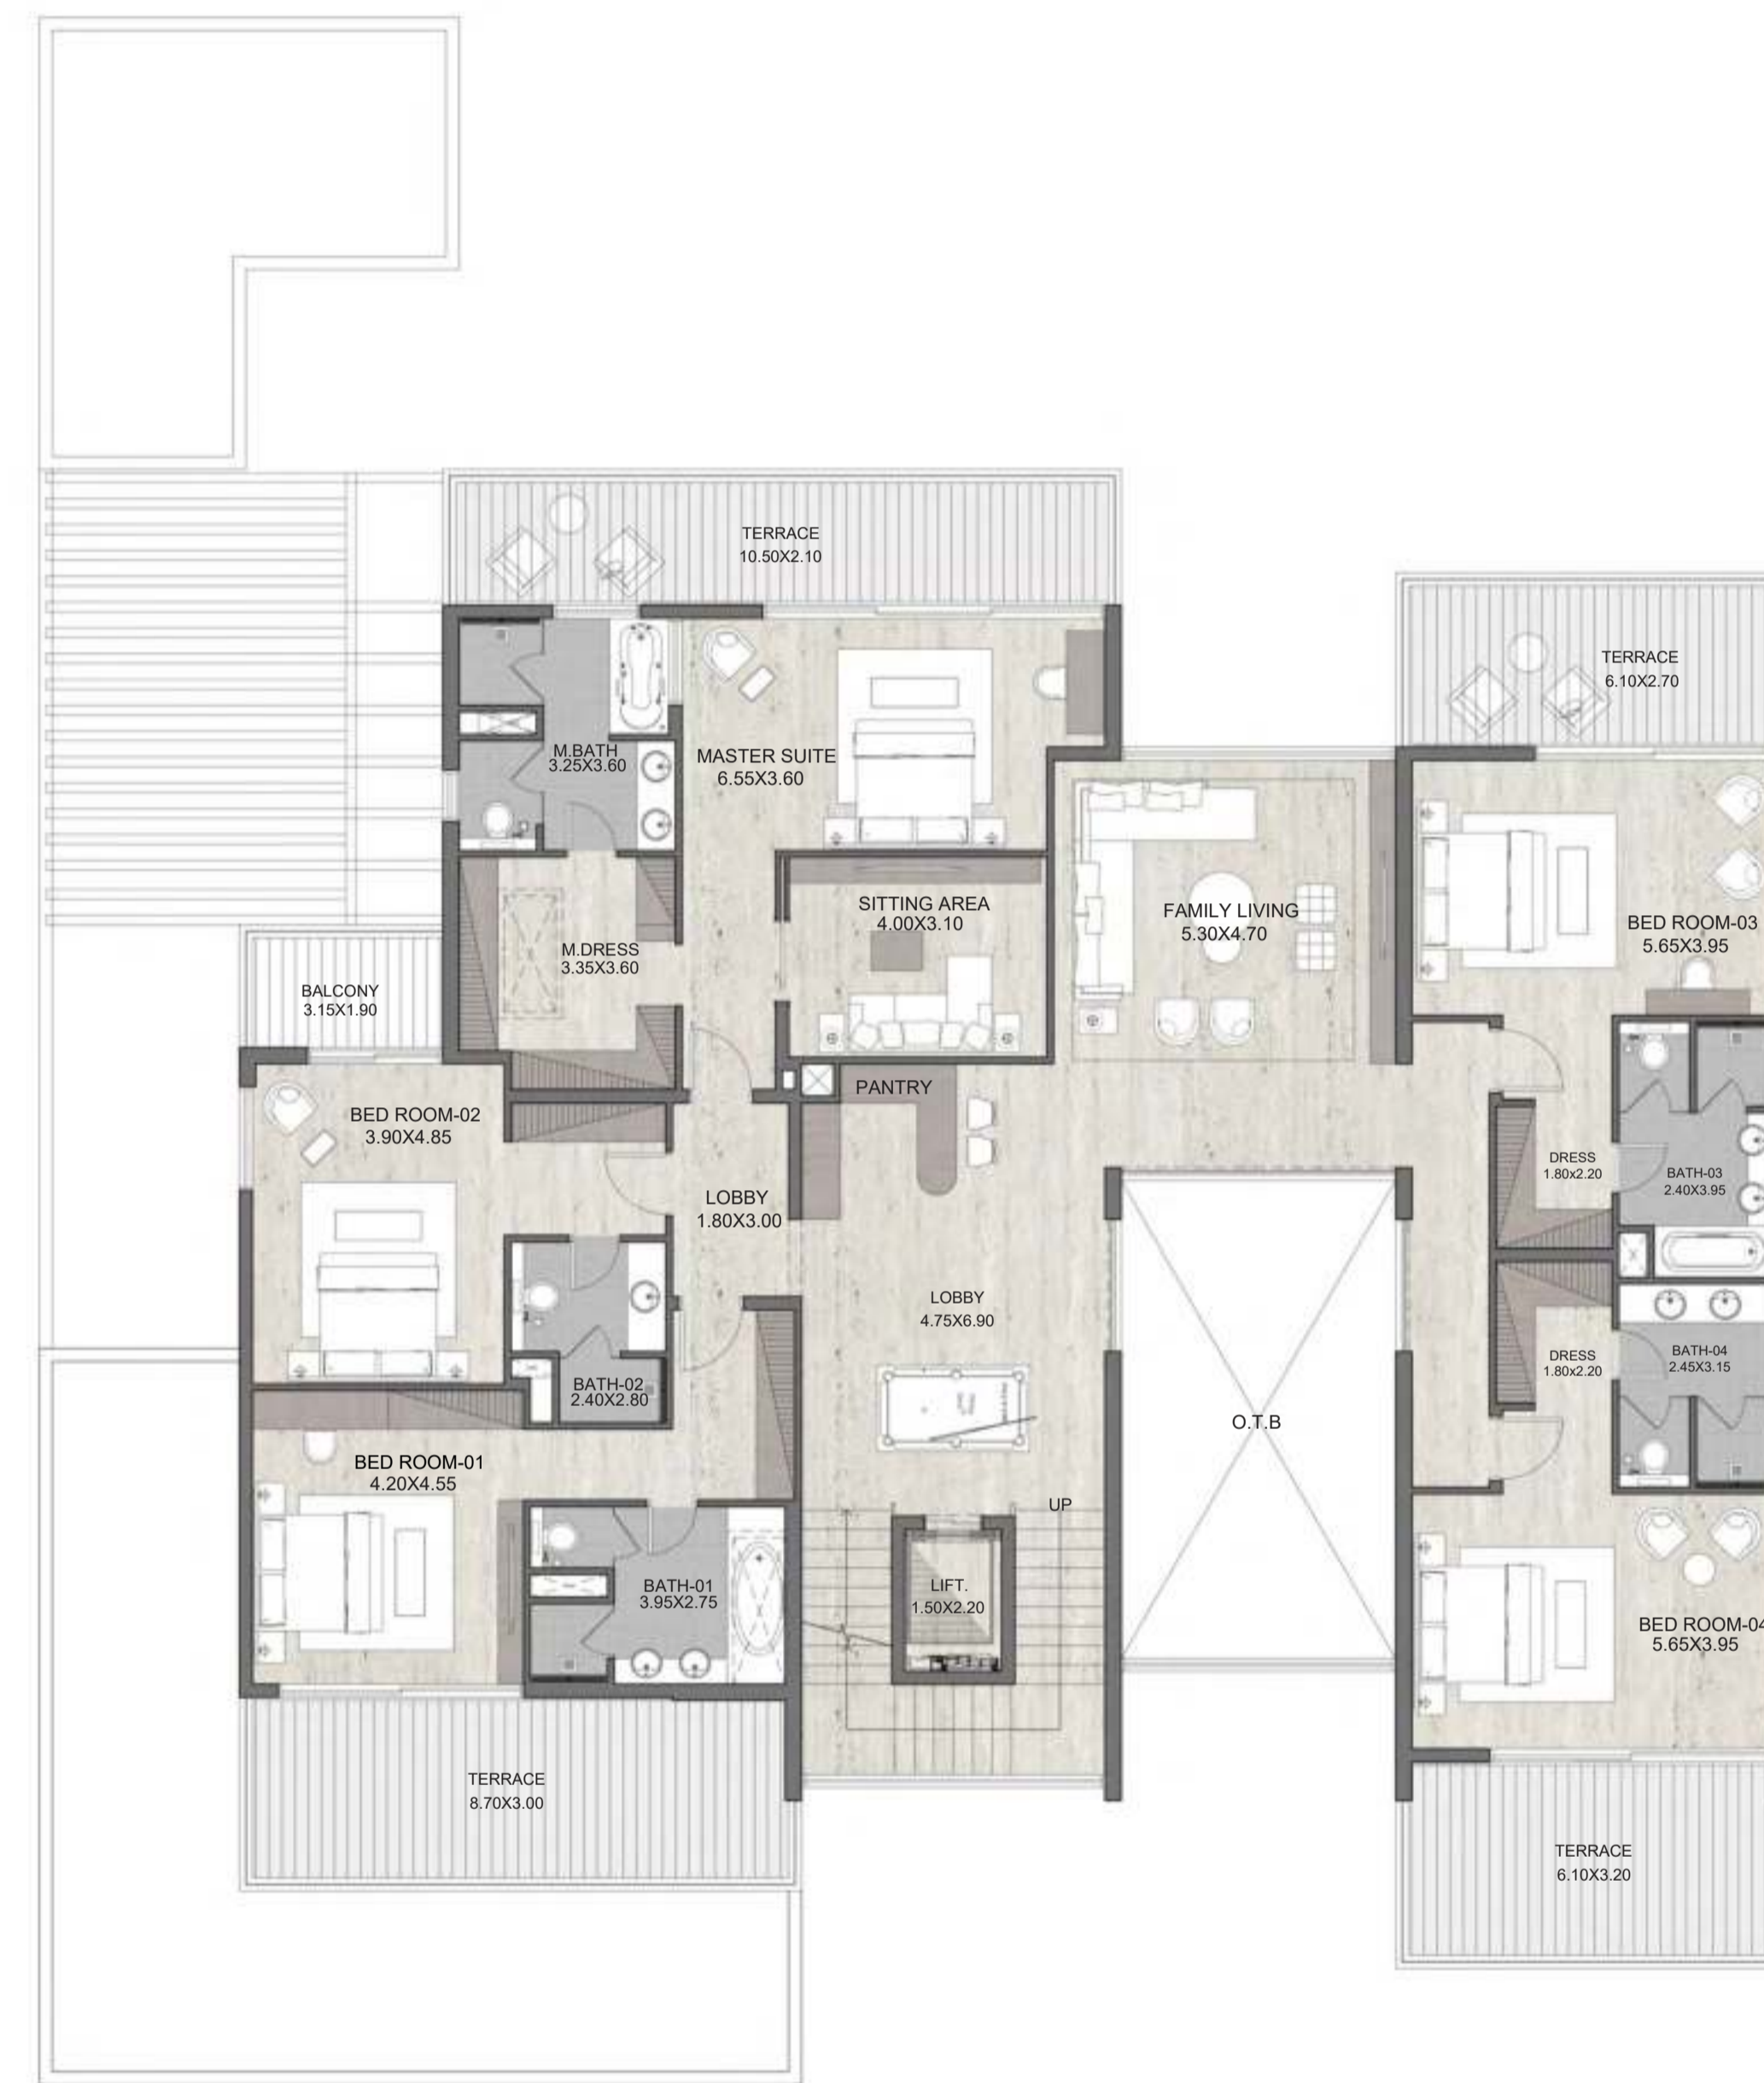 TERRACE
10.50X2.10
TERRACE
6.10X2.70
M.BATH
3.25X3.60
MASTER SUITE
6.55X3.60
SITTING AREA
4.00X3.10
FAMILY LIVING
5.30X4.70
BED ROOM-03
5.65X3.95
M.DRESS
3.35X3.60
BALCONY
3.15X1.90
PANTRY
BED ROOM-02
3.90X4.85
LOBBY
1.80X3.00
DRESS
1.80x2.20
BATH-03
2.40X3.95
LOBBY
4.75X6.90
DRESS
1.80x2.20
BATH-04
2.45X3.15
BATH-02
2.40X2.80
O.T.B
BED ROOM-01
4.20X4.55
UP
BATH-01
3.95X2.75
LIFT.
1.50X2.20
BED ROOM-04
5.65X3.95
TERRACE
8.70X3.00
TERRACE
6.10X3.20